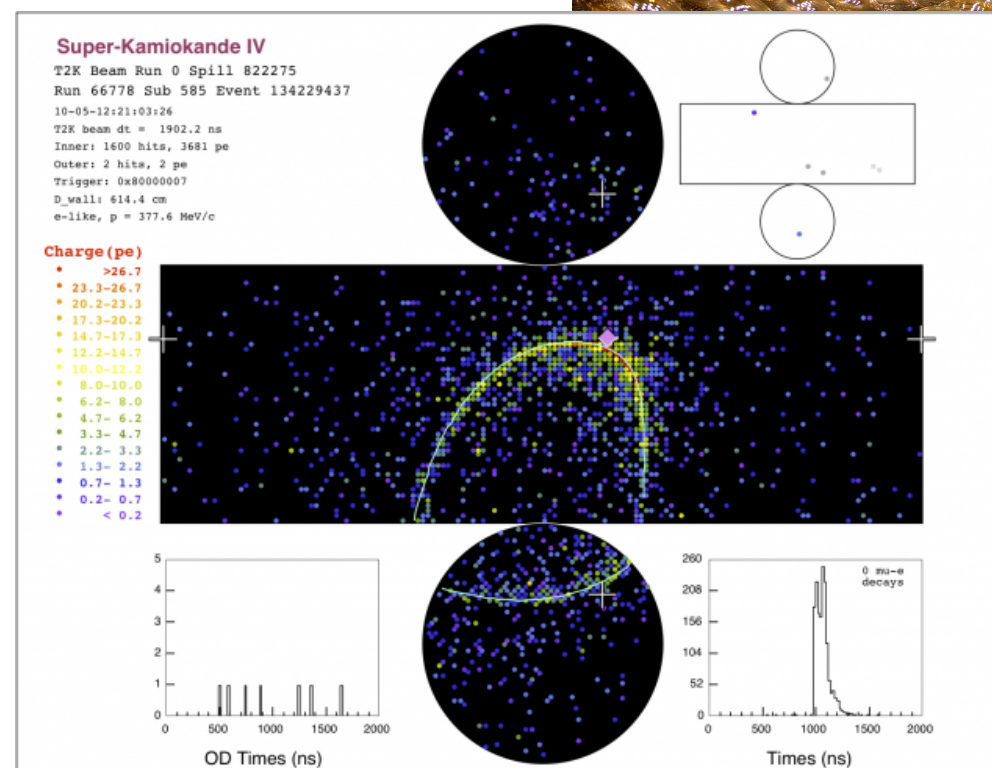 Super-Kamiokande IV
T2K Beam Run 0 Spill 822275
Run 66778 Sub 585 Event 134229437
10-05-12:21:03:26
T2K beam dt = 1902.2 ns
Inner: 1600 hits, 3681 pe
Outer: 2 hits, 2 pe
Trigger: 0x80000007
D_wall: 614.4 cm
e-like, p = 377.6 MeV/c
Charge(pe)
>26.7
23.3-26.7
20.2-23.3
17.3-20.2
14.7-17.3
12.2-14.7
10.0-12.2
8.0-10.0
6.2- 8.0
4.7- 6.2
3.3- 4.7
2.2- 3.3
1.3- 2.2
0.7- 1.3
0.2- 0.7
< 0.2
5
4
3
2
1
0
0 500 1000 1500 2000
OD Times (ns)
0 mu-e
decays
260
208
156
104
52
0
0 500 1000 1500 2000
Times (ns)